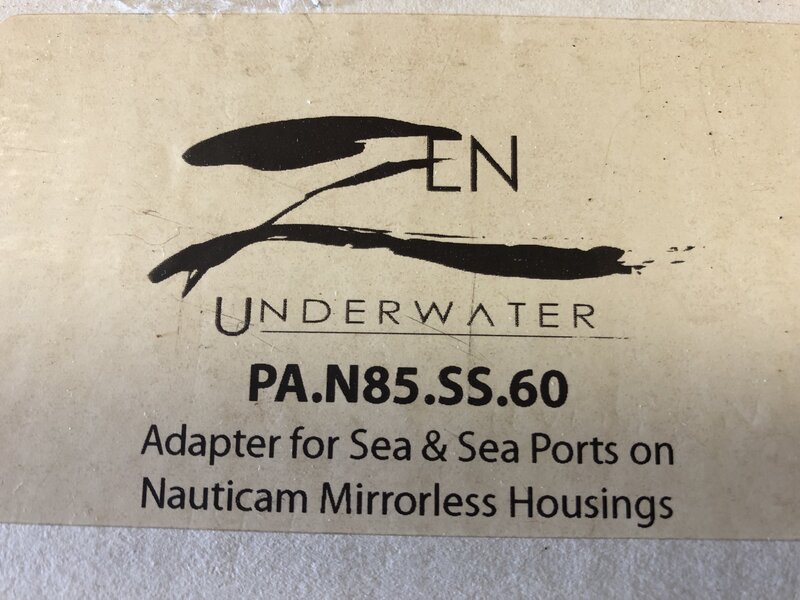 ZEN
UNDERWATER
PA.N85.SS.60
Adapter for Sea & Sea Ports on
Nauticam Mirrorless Housings